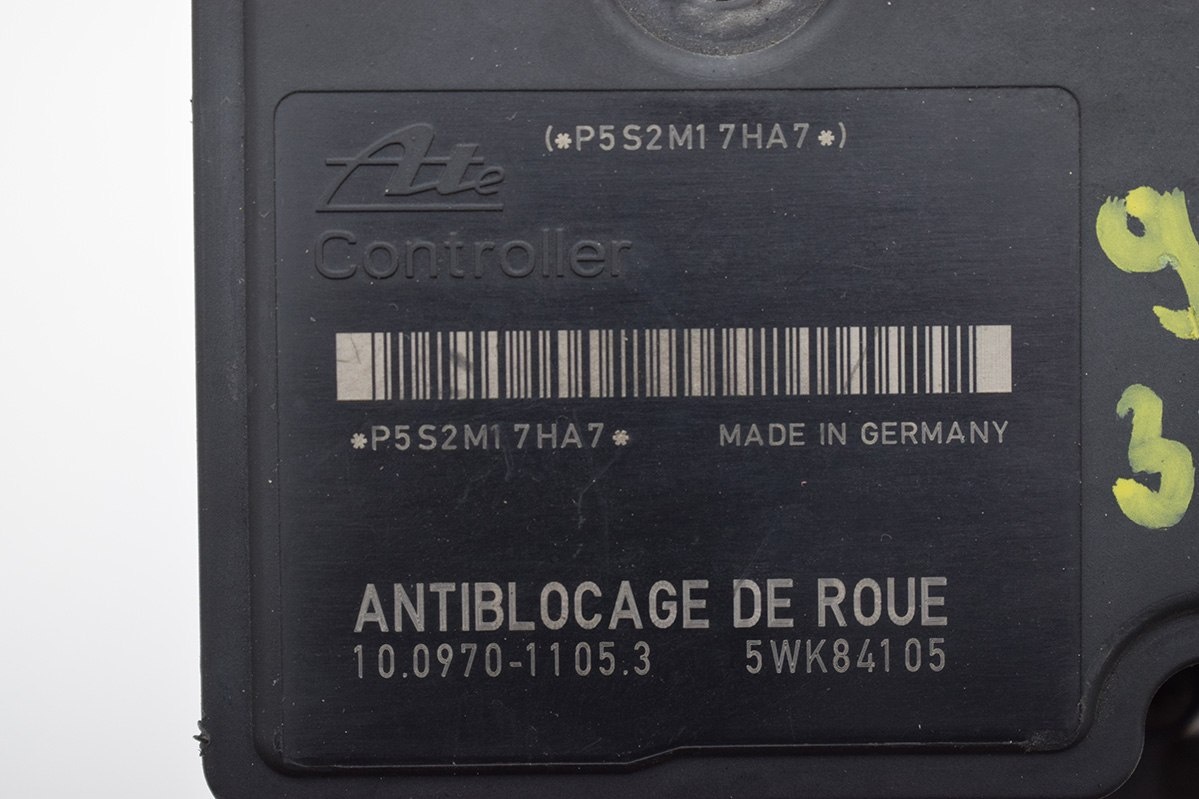 (*P5S2M17HA7*)
Ate
Controller
*P5S2M17HA7* MADE IN GERMANY
ANTIBLOCAGE DE ROUE
10.0970-1105.3 5WK84105
9
3